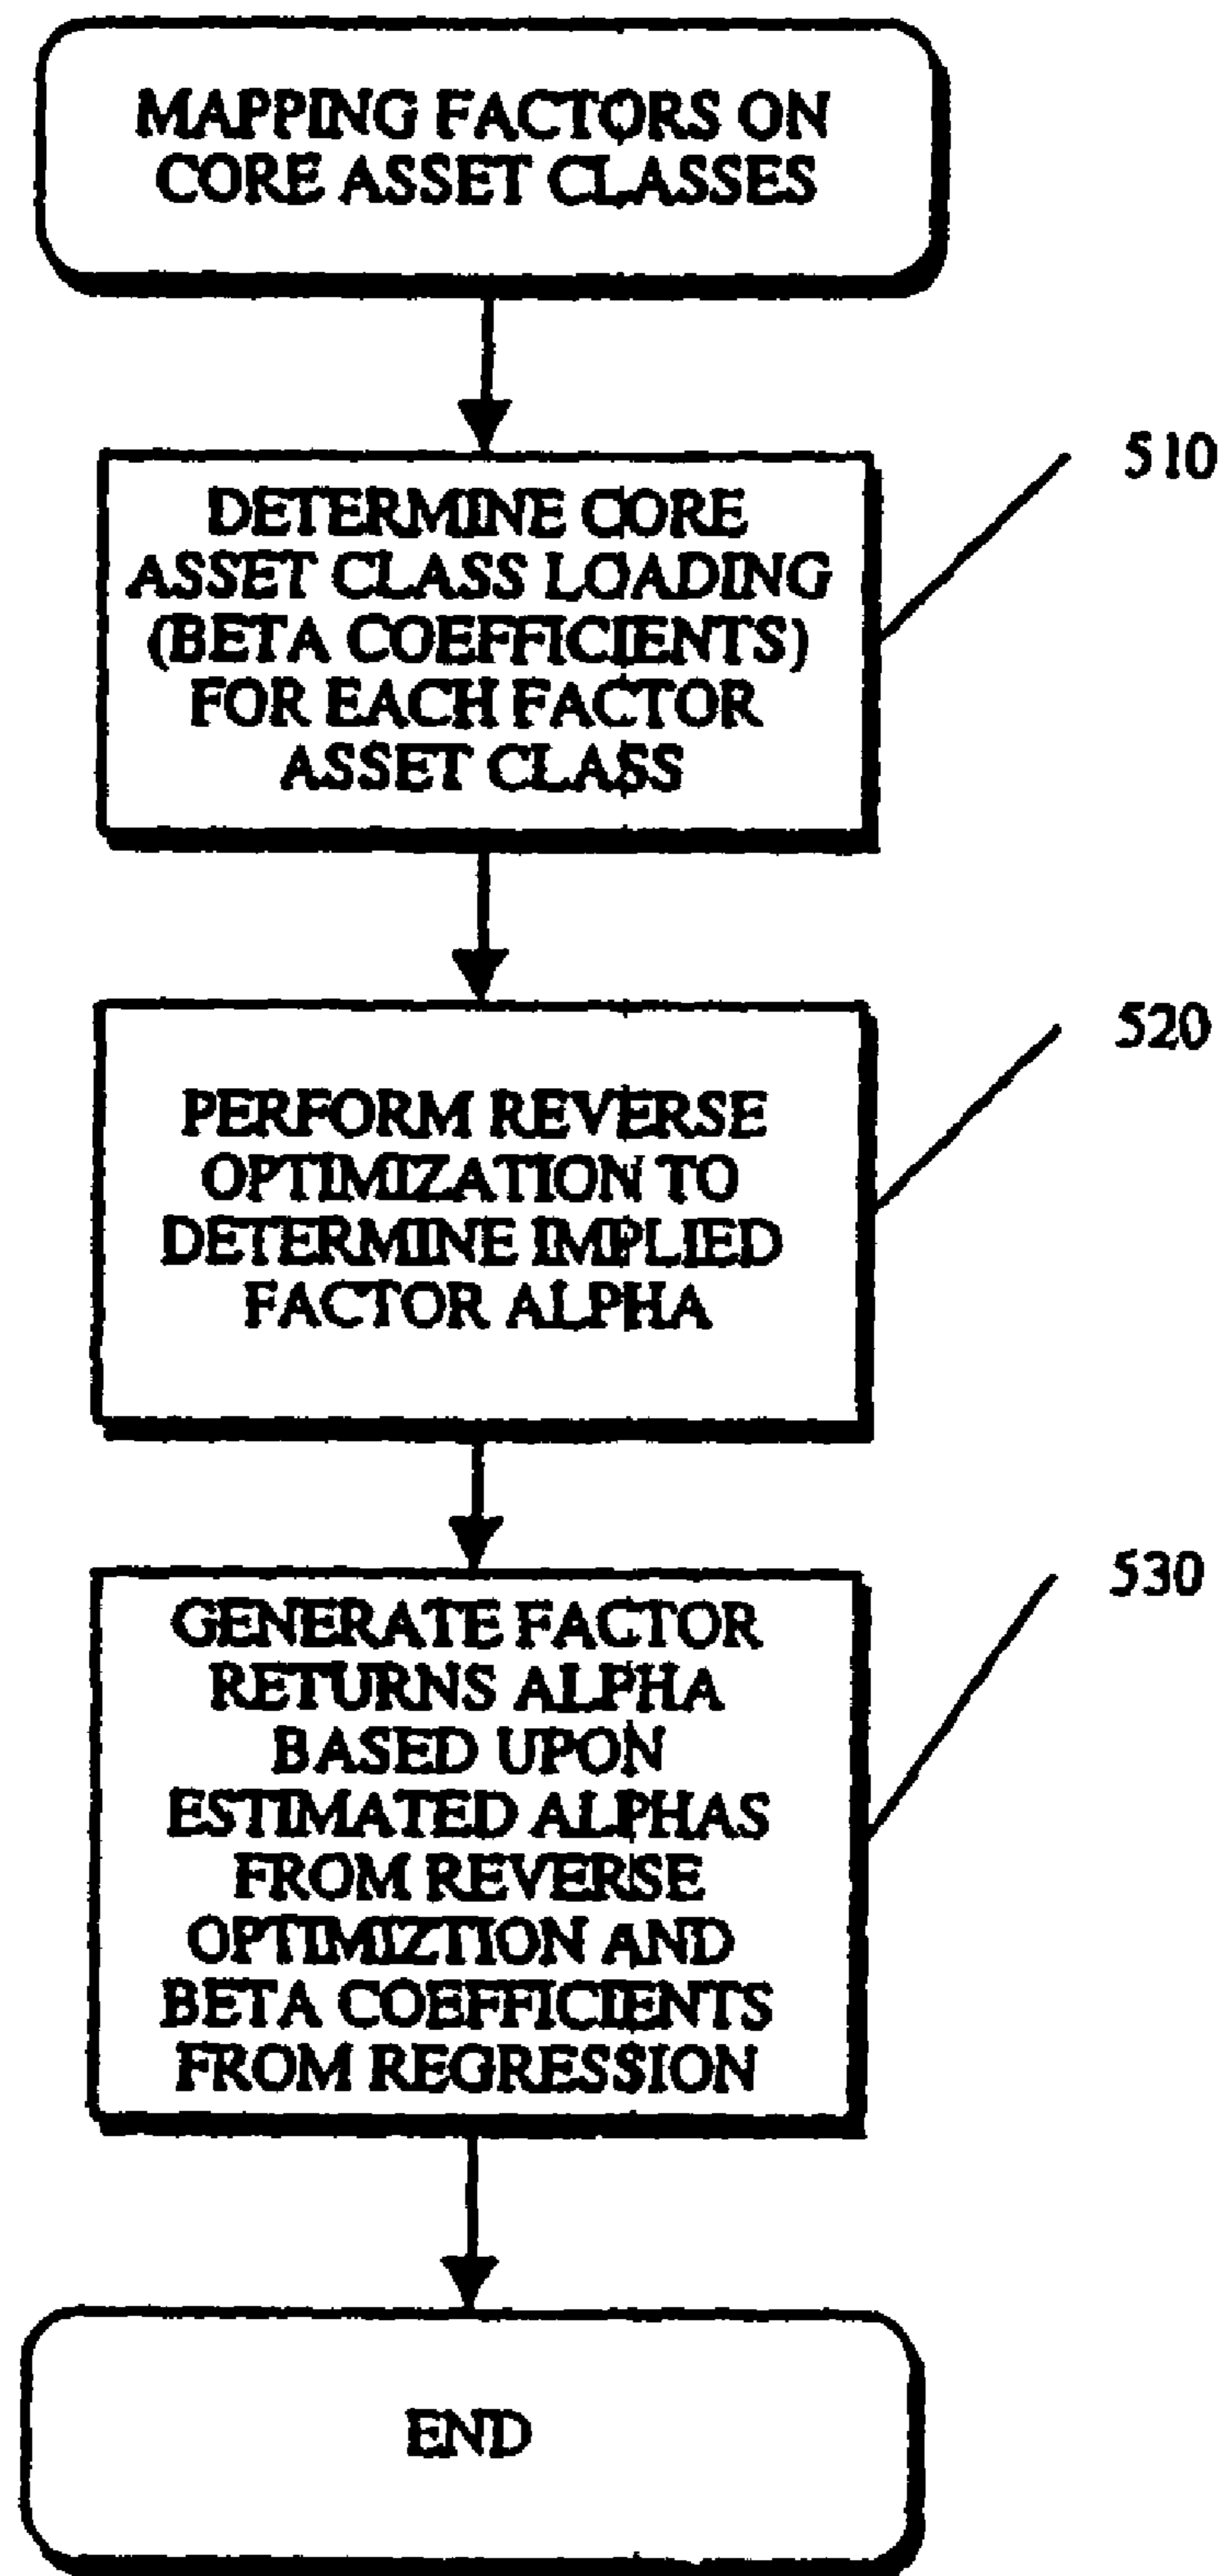 MAPPING FACTORS ON
CORE ASSET CLASSES
510
DETERMINE CORE
ASSET CLASS LOADING
(BETA COEFFICIENTS)
FOR EACH FACTOR
ASSET CLASS
520
PERFORM REVERSE
OPTIMIZATION TO
DETERMINE IMPLIED
FACTOR ALPHA
530
GENERATE FACTOR
RETURNS ALPHA
BASED UPON
ESTIMATED ALPHAS
FROM REVERSE
OPTIMIZTION AND
BETA COEFFICIENTS
FROM REGRESSION
END